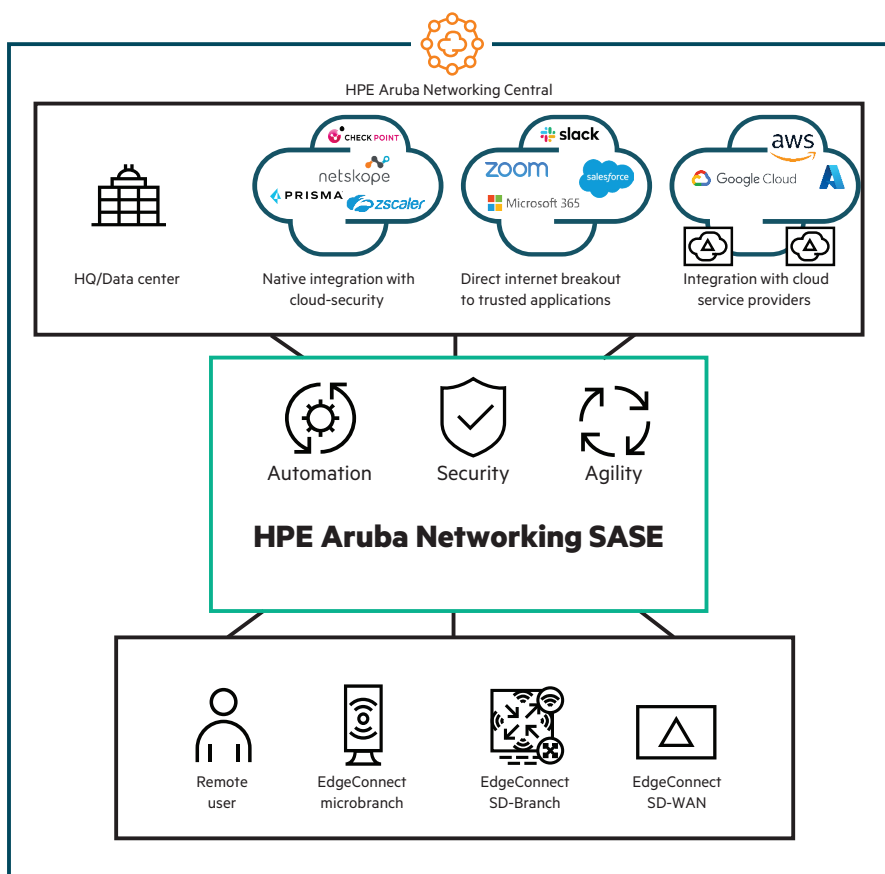 HPE Aruba Networking Central
CHECK POINT
netskope
PRISMA
zscaler
slack
zoom
salesforce
Microsoft 365
aws
Google Cloud
HQ/Data center
Native integration with
cloud-security
Direct internet breakout
to trusted applications
Integration with cloud
service providers
Automation
Security
Agility
HPE Aruba Networking SASE
Remote
user
EdgeConnect
microbranch
EdgeConnect
SD-Branch
EdgeConnect
SD-WAN